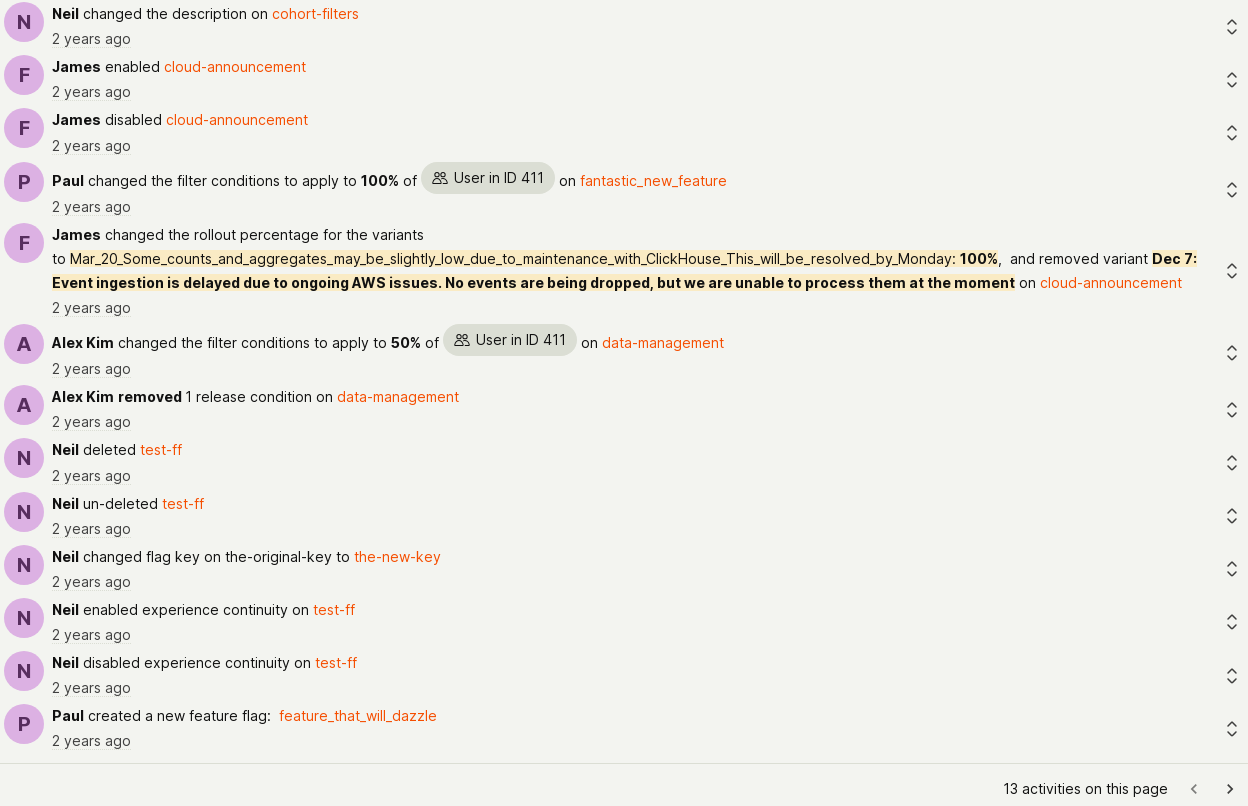 N
Neil changed the description on cohort-filters
2 years ago
F
James enabled cloud-announcement
2 years ago
F
James disabled cloud-announcement
2 years ago
P
Paul changed the filter conditions to apply to 100% of User in ID 411 on fantastic_new_feature
2 years ago
F
James changed the rollout percentage for the variants
to Mar_20_Some_counts_and_aggregates_may_be_slightly_low_due_to_maintenance_with_ClickHouse_This_will_be_resolved_by_Monday: 100%, and removed variant Dec 7:
Event ingestion is delayed due to ongoing AWS issues. No events are being dropped, but we are unable to process them at the moment on cloud-announcement
2 years ago
A
Alex Kim changed the filter conditions to apply to 50% of User in ID 411 on data-management
2 years ago
A
Alex Kim removed 1 release condition on data-management
2 years ago
N
Neil deleted test-ff
2 years ago
N
Neil un-deleted test-ff
2 years ago
N
Neil changed flag key on the-original-key to the-new-key
2 years ago
N
Neil enabled experience continuity on test-ff
2 years ago
N
Neil disabled experience continuity on test-ff
2 years ago
P
Paul created a new feature flag: feature_that_will_dazzle
2 years ago
13 activities on this page